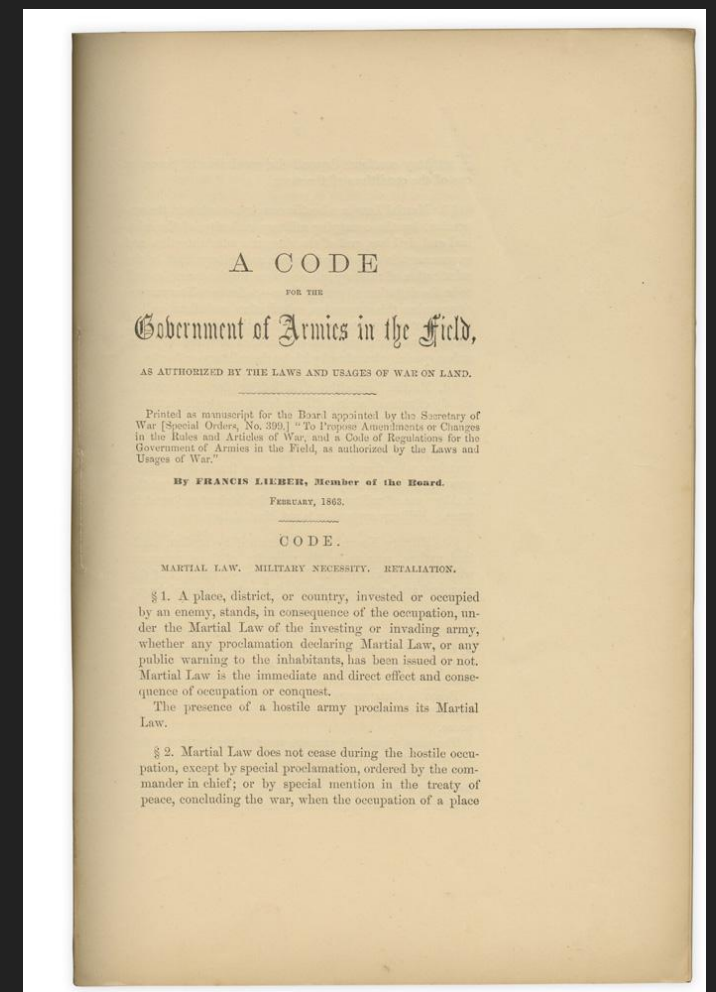 A CODE
FOR THE
Government of Armies in the Field,
AS AUTHORIZED BY THE LAWS AND USAGES OF WAR ON LAND.
Printed as manuscript for the Board appointed by the Secretary of
War [Special Orders, No. 399.] "To Propose Amendments or Changes
in the Rules and Articles of War, and a Code of Regulations for the
Government of Armies in the Field, as authorized by the Laws and
Usages of War."
By FRANCIS LIEBER, Member of the Board.
FEBRUARY, 1863.
CODE.
MARTIAL LAW. MILITARY NECESSITY. RETALIATION.
§ 1. A place, district, or country, invested or occupied
by an enemy, stands, in consequence of the occupation, un-
der the Martial Law of the investing or invading army,
whether any proclamation declaring Martial Law, or any
public warning to the inhabitants, has been issued or not.
Martial Law is the immediate and direct effect and conse-
quence of occupation or conquest.
The presence of a hostile army proclaims its Martial
Law.
§ 2. Martial Law does not cease during the hostile occu-
pation, except by special proclamation, ordered by the com-
mander in chief; or by special mention in the treaty of
peace, concluding the war, when the occupation of a place